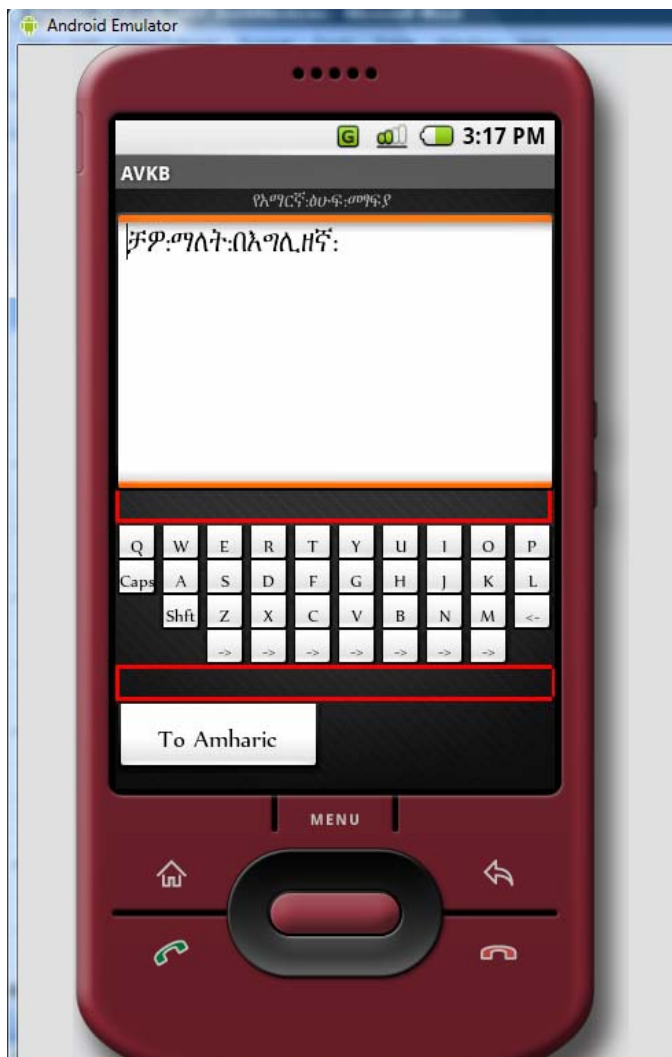 Android Emulator
G 3:17 PM
AVKB
የአማርኛ:ፅሁፍ:መፃፍያ
ቻዎ:ማለት:በእግሊዘኛ:
Q W E R T Y U I O P
Caps A S D F G H J K L
Shft Z X C V B N M <-
-> -> -> -> -> -> ->
To Amharic
MENU